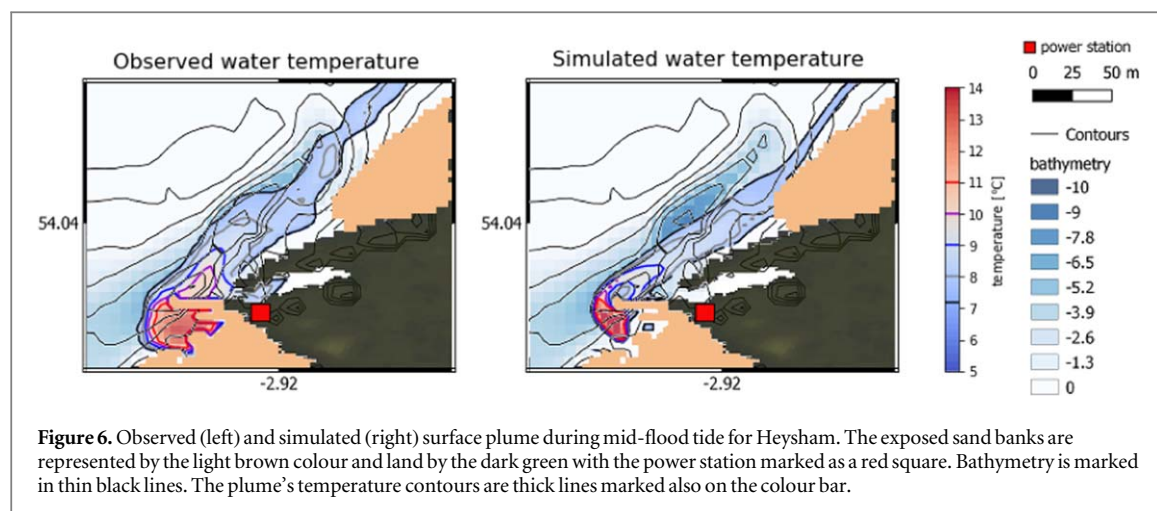 Observed water temperature
Simulated water temperature
54.04
-2.92
54.04
-2.92
14
13
12
11
10
9
8
7
6
5
temperature [°C]
power station
0 25 50 m
Contours
bathymetry
-10
-9
-7.8
-6.5
-5.2
-3.9
-2.6
-1.3
0
Figure 6. Observed (left) and simulated (right) surface plume during mid-flood tide for Heysham. The exposed sand banks are
represented by the light brown colour and land by the dark green with the power station marked as a red square. Bathymetry is marked
in thin black lines. The plume's temperature contours are thick lines marked also on the colour bar.